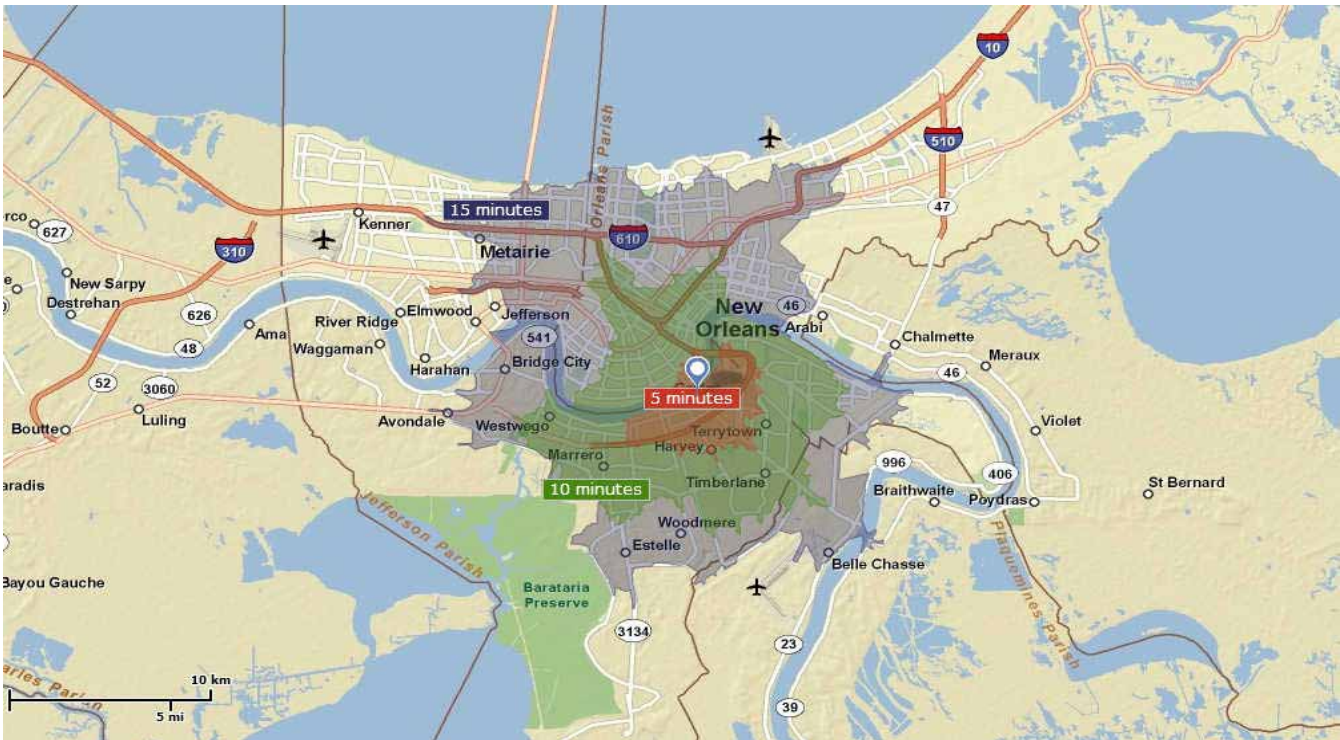 10
510
47
Orleans Parish
15 minutes
Kenner
610
627
310
Metairie
New Sarpy
Destrehan
626
River Ridge
Elmwood
Jefferson
New
Orleans
46
Arabi
Ama
Waggaman
541
Chalmette
48
Harahan
Bridge City
Meraux
46
52
3060
5 minutes
Luling
Avondale
Westwego
Terrytown
Violet
Boutte
Harvey
Marrero
996
406
Timberlane
St Bernard
aradis
10 minutes
Braithwaite
Poydras
Jefferson Parish
Woodmere
Estelle
Plaquemines Parish
Belle Chasse
Bayou Gauche
Barataria
Preserve
3134
23
arles Parish
10 km
5 mi
39